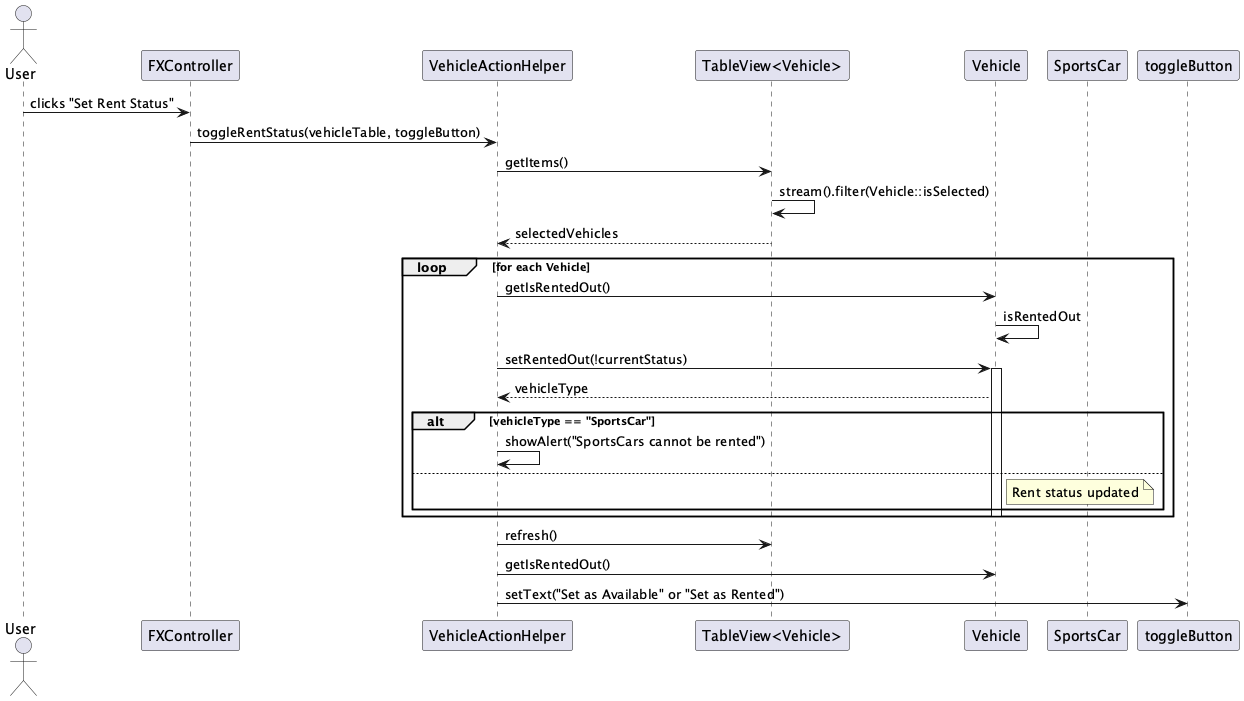 User
FXController
VehicleActionHelper
TableView<Vehicle>
Vehicle
SportsCar
toggleButton
clicks "Set Rent Status"
toggleRentStatus(vehicleTable, toggleButton)
getItems()
stream().filter(Vehicle::isSelected)
selectedVehicles
loop
[for each Vehicle]
getIsRentedOut()
isRentedOut
setRentedOut(!currentStatus)
vehicleType
alt
[vehicleType == "SportsCar"]
showAlert("SportsCars cannot be rented")
Rent status updated
refresh()
getIsRentedOut()
setText("Set as Available" or "Set as Rented")
User
FXController
VehicleActionHelper
TableView<Vehicle>
Vehicle
SportsCar
toggleButton